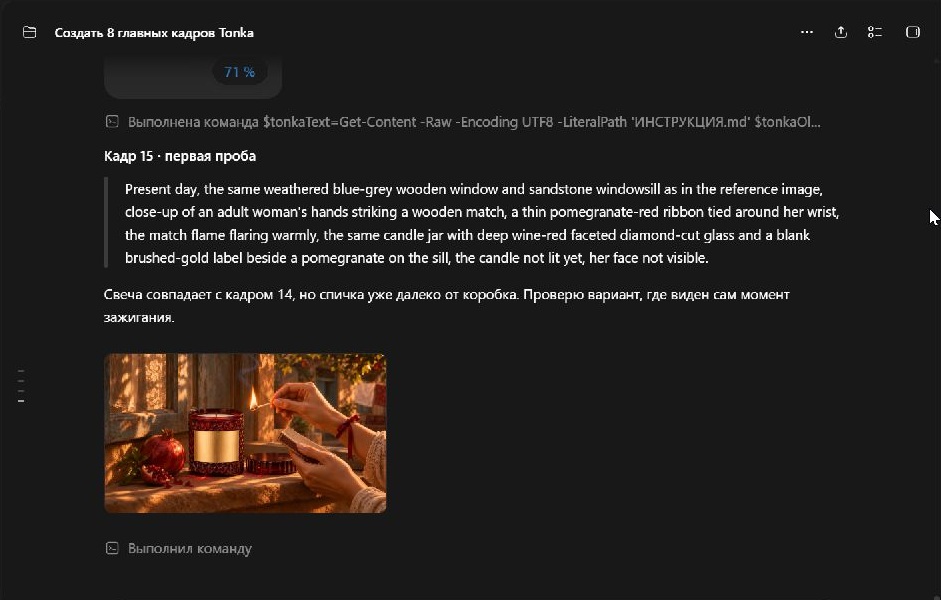 Создать 8 главных кадров Tonka
71 %
Выполнена команда $tonkaText=Get-Content -Raw -Encoding UTF8 -LiteralPath 'ИНСТРУКЦИЯ.md' $tonkaOl...
Кадр 15 · первая проба
Present day, the same weathered blue-grey wooden window and sandstone windowsill as in the reference image,
close-up of an adult woman's hands striking a wooden match, a thin pomegranate-red ribbon tied around her wrist,
the match flame flaring warmly, the same candle jar with deep wine-red faceted diamond-cut glass and a blank
brushed-gold label beside a pomegranate on the sill, the candle not lit yet, her face not visible.
Свеча совпадает с кадром 14, но спичка уже далеко от коробка. Проверю вариант, где виден сам момент
зажигания.
Выполнил команду